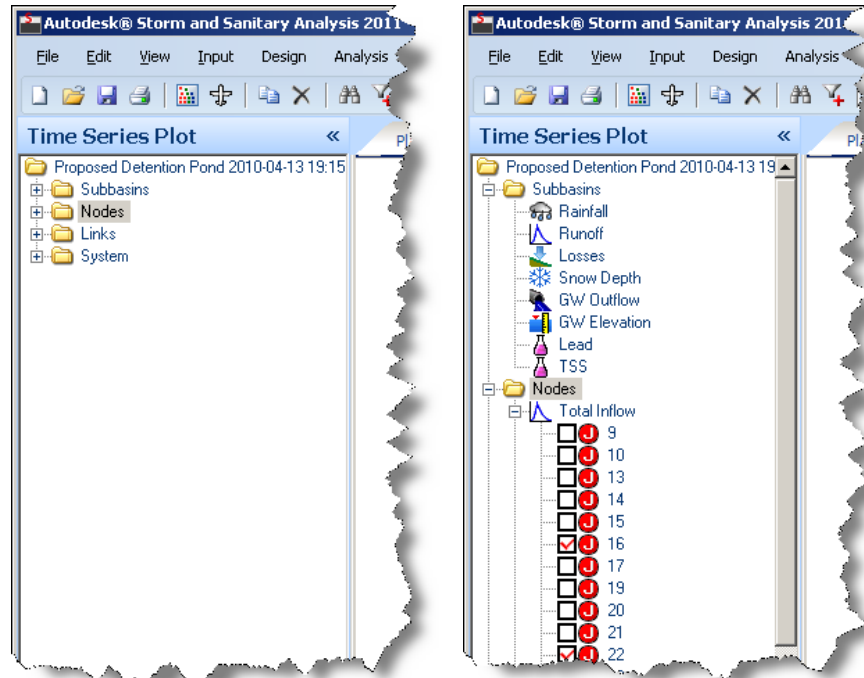 Autodesk® Storm and Sanitary Analysis 2011
File Edit View Input Design Analysis
Time Series Plot «
Proposed Detention Pond 2010-04-13 19:15
Subbasins
Nodes
Links
System
Autodesk® Storm and Sanitary Analysis 201
File Edit View Input Design Analysis
Time Series Plot «
Proposed Detention Pond 2010-04-13 19
Subbasins
Rainfall
Runoff
Losses
Snow Depth
GW Outflow
GW Elevation
Lead
TSS
Nodes
Total Inflow
J 9
J 10
J 13
J 14
J 15
J 16
J 17
J 19
J 20
J 21
J 22